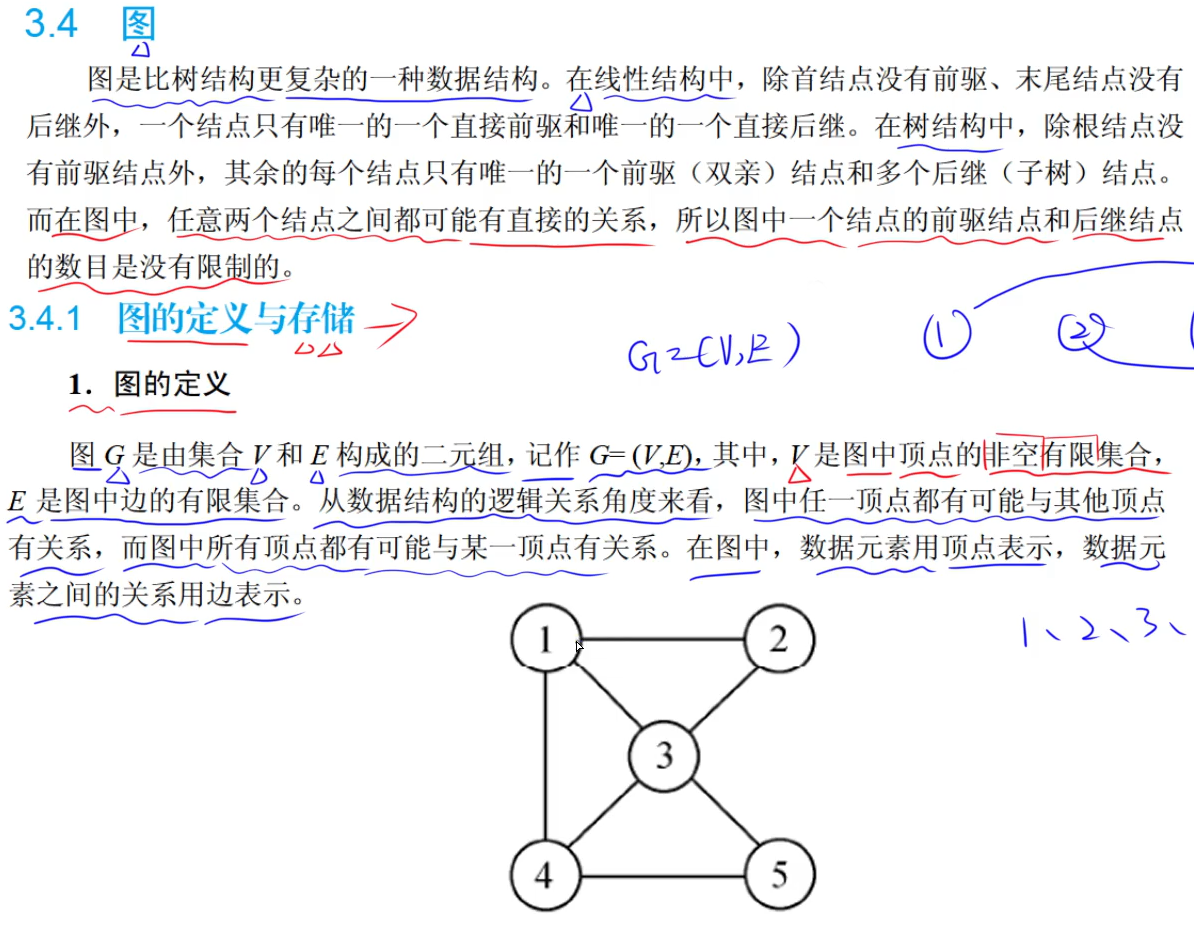 3.4 图
图是比树结构更复杂的一种数据结构。在线性结构中，除首结点没有前驱、末尾结点没有
后继外，一个结点只有唯一的一个直接前驱和唯一的一个直接后继。在树结构中，除根结点没
有前驱结点外，其余的每个结点只有唯一的一个前驱（双亲）结点和多个后继（子树）结点。
而在图中，任意两个结点之间都可能有直接的关系，所以图中一个结点的前驱结点和后继结点
的数目是没有限制的。
3.4.1 图的定义与存储
G=(V,E)
① ②
1. 图的定义
图 G 是由集合 V 和 E 构成的二元组，记作 G= (V,E)，其中，V 是图中顶点的非空有限集合，
E 是图中边的有限集合。从数据结构的逻辑关系角度来看，图中任一顶点都有可能与其他顶点
有关系，而图中所有顶点都有可能与某一顶点有关系。在图中，数据元素用顶点表示，数据元
素之间的关系用边表示。
1、2、3、
1 2
3
4 5